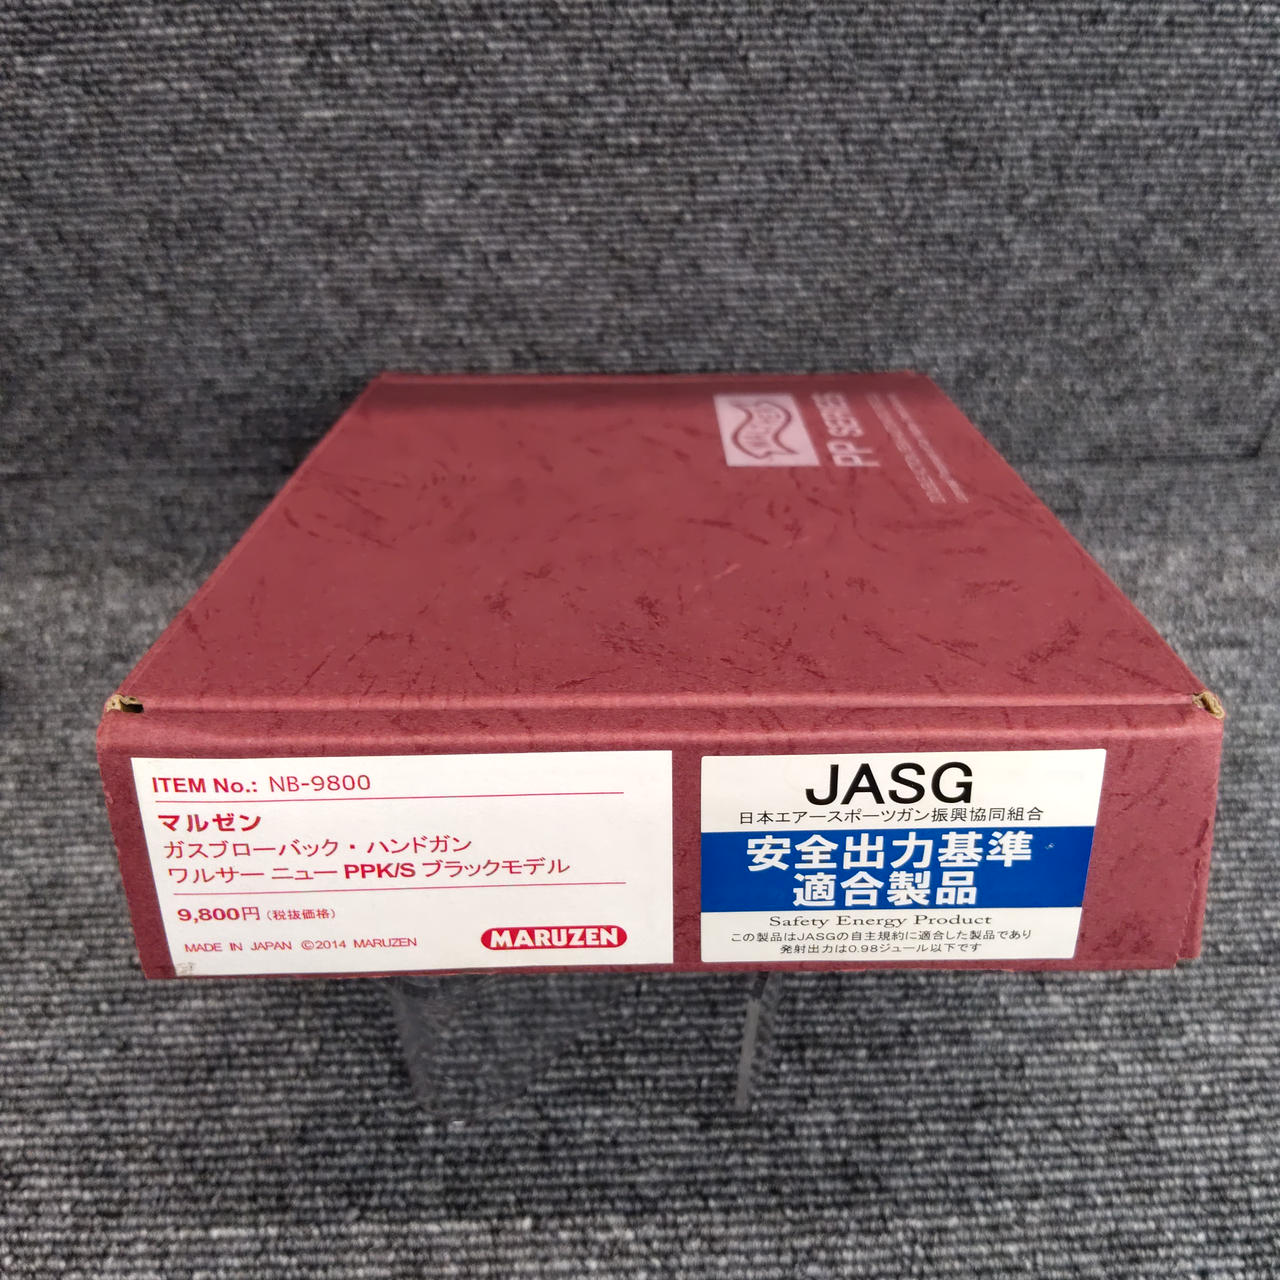 WALTHER
PP SERIES
ITEM No.: NB-9800
マルゼン
ガスブローバック・ハンドガン
ワルサー ニュー PPK/S ブラックモデル
9,800円 (税抜価格)
MADE IN JAPAN ©2014 MARUZEN
MARUZEN
JASG
日本エアースポーツガン振興協同組合
安全出力基準
適合製品
Safety Energy Product
この製品はJASGの自主規約に適合した製品であり
発射出力は0.98ジュール以下です